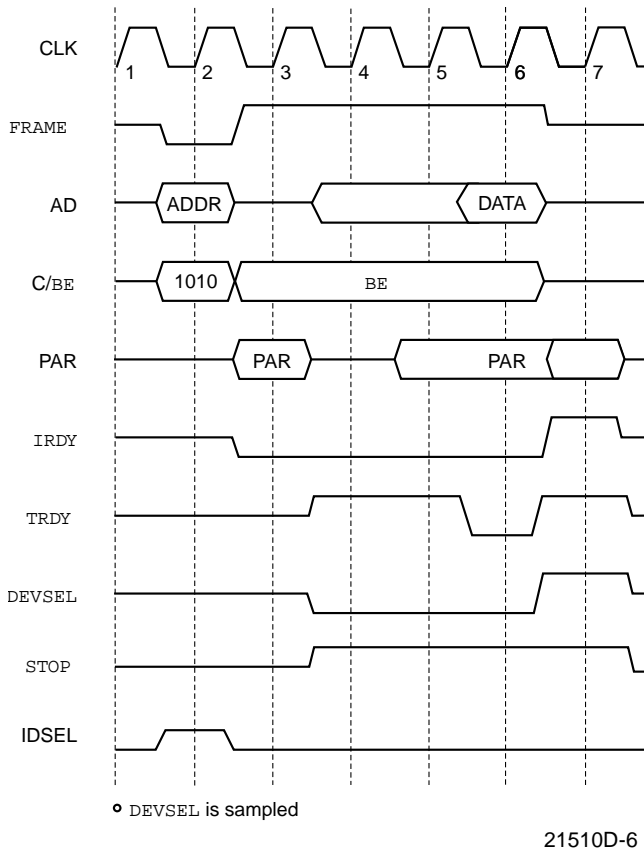 CLK
1 2 3 4 5 6 7
FRAME
AD ADDR DATA
C/BE 1010 BE
PAR PAR PAR
IRDY
TRDY
DEVSEL
STOP
IDSEL
DEVSEL is sampled
21510D-6